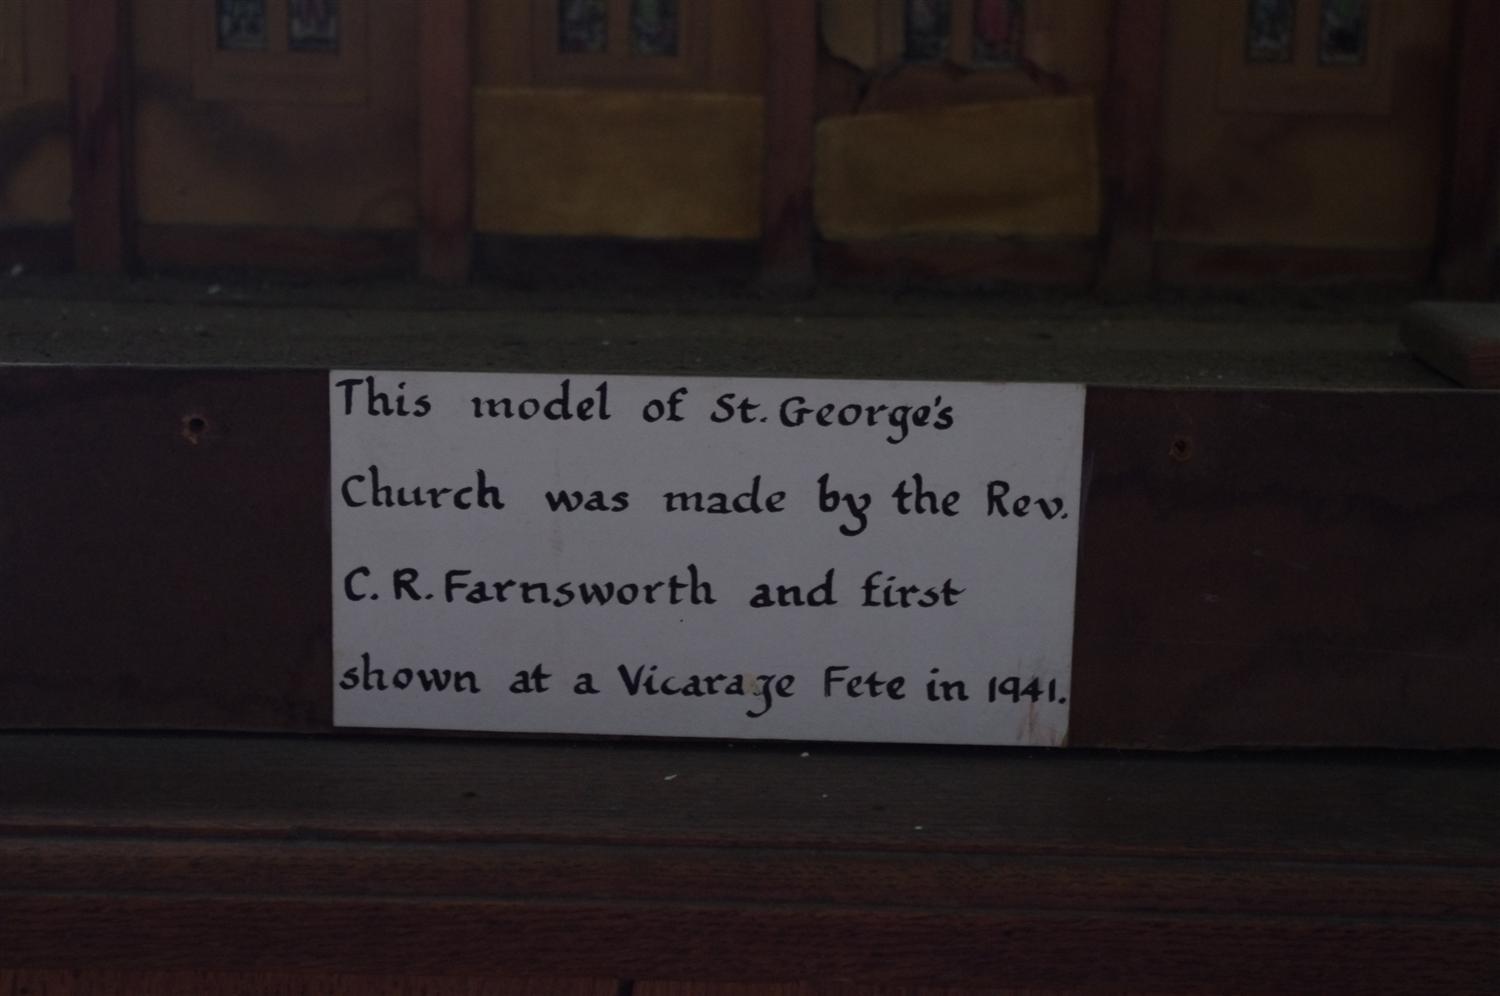 This model of St. George's
Church was made by the Rev.
C. R. Farnsworth and first
shown at a Vicarage Fete in 1941.